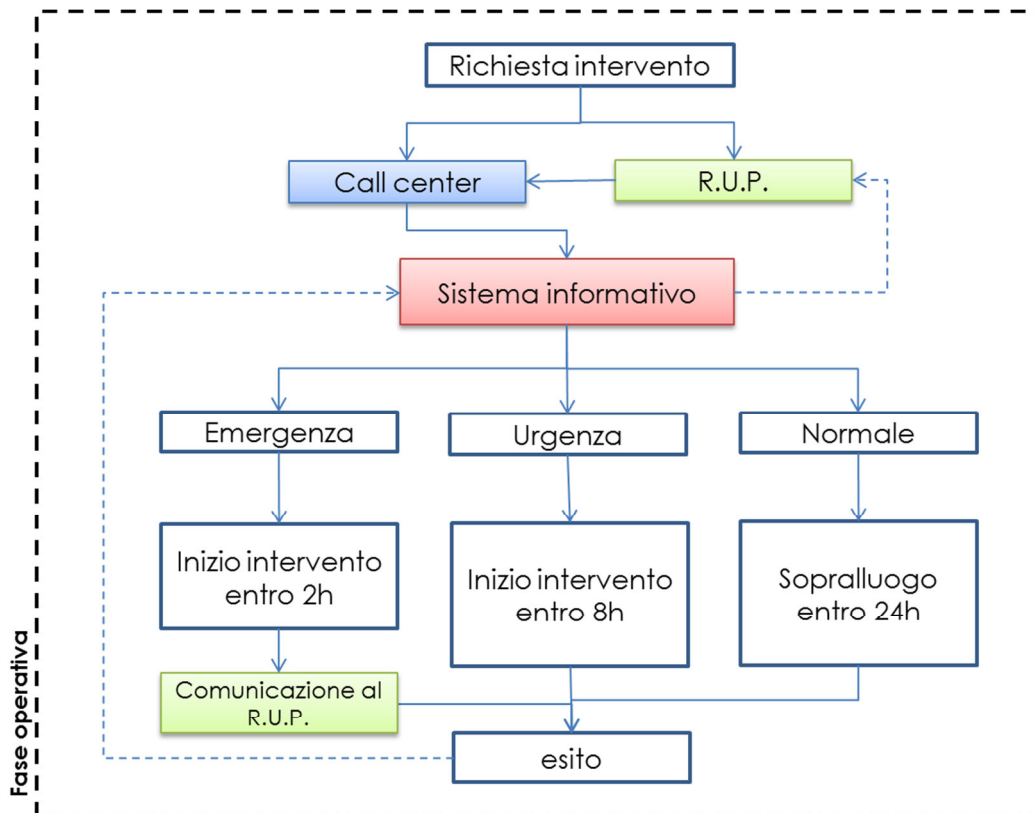 Richiesta intervento
Call center
R.U.P.
Sistema informativo
Emergenza
Urgenza
Normale
Inizio intervento
entro 2h
Inizio intervento
entro 8h
Sopralluogo
entro 24h
Comunicazione al
R.U.P.
esito
Fase operativa